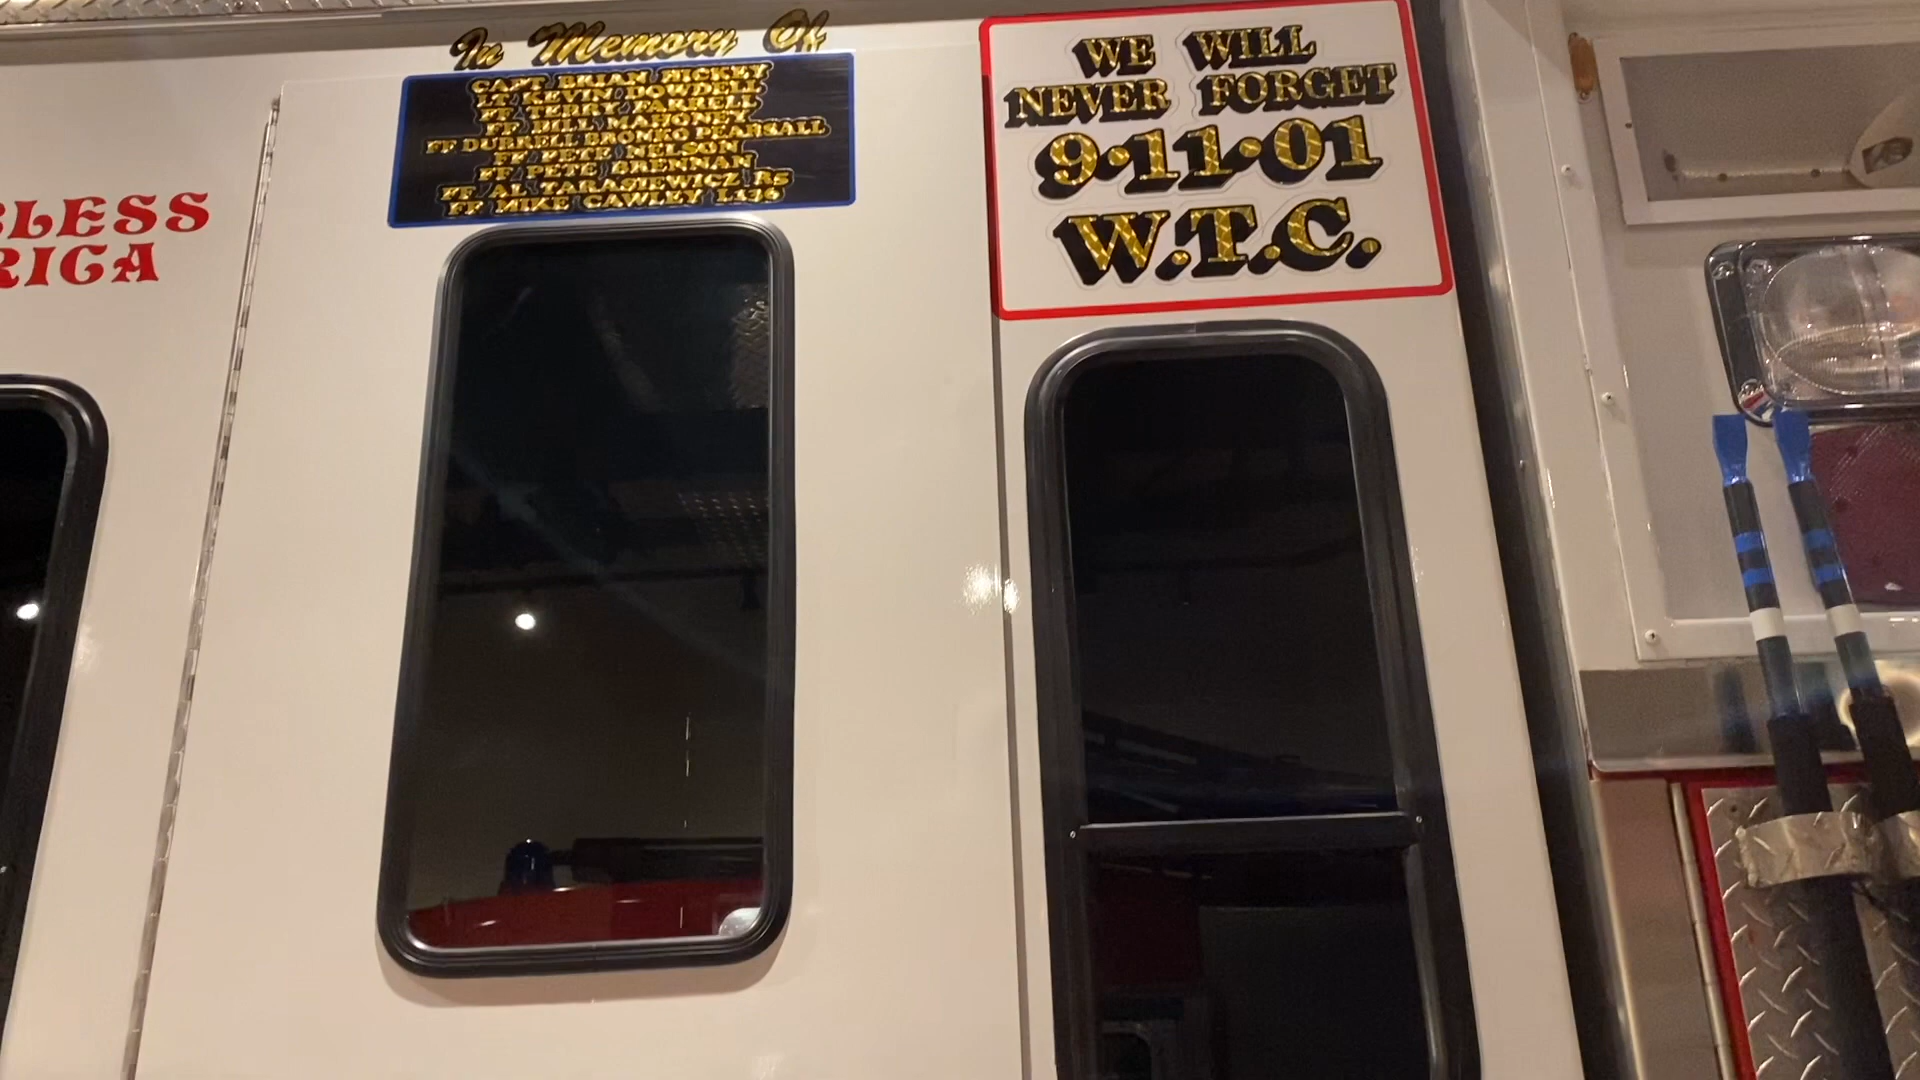 In Memory Of
CAPT BRIAN HICKEY
LT KEVIN DOWDELL
FF TERRY FARRELL
FF BILL MAHONEY
FF DURRELL BRONKO PEARSALL
FF PETE NELSON
FF PETE BRENNAN
FF AL TARASIEWICZ R5
FF MIKE CAWLEY L136
WE WILL
NEVER FORGET
9·11·01
W.T.C.
BLESS
RICA